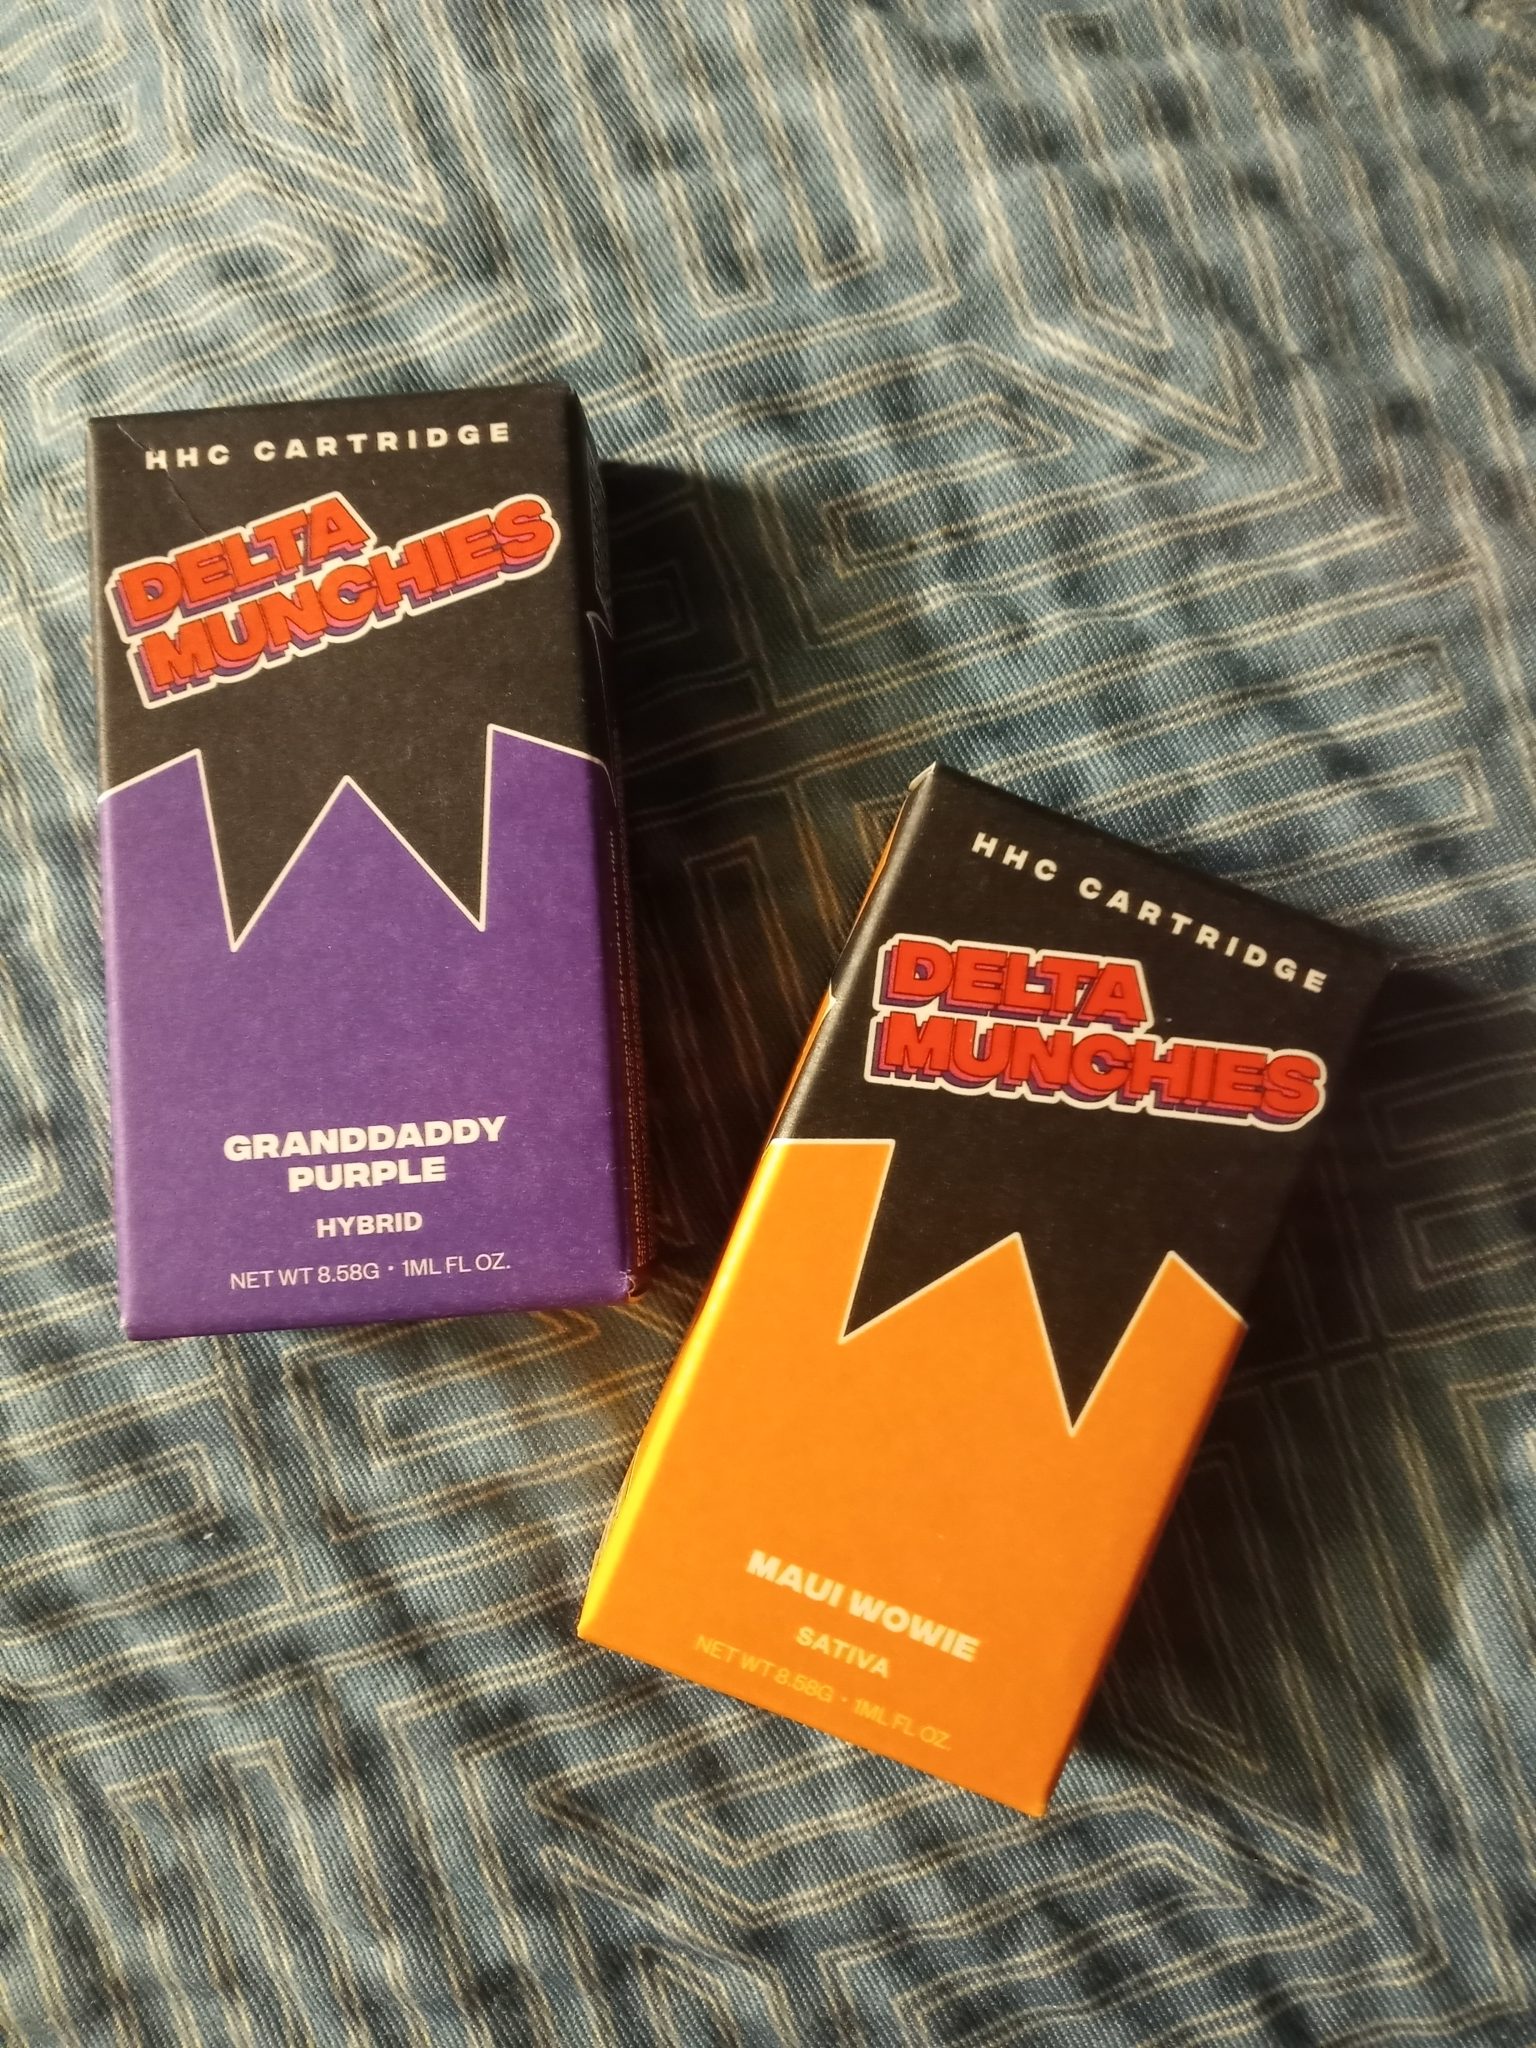 HHC CARTRIDGE
DELTA
MUNCHIES
GRANDDADDY
PURPLE
HYBRID
NET WT 8.58G • 1ML FL OZ.
HHC CARTRIDGE
DELTA
MUNCHIES
MAUI WOWIE
SATIVA
NET WT 8.58G • 1ML FL OZ.